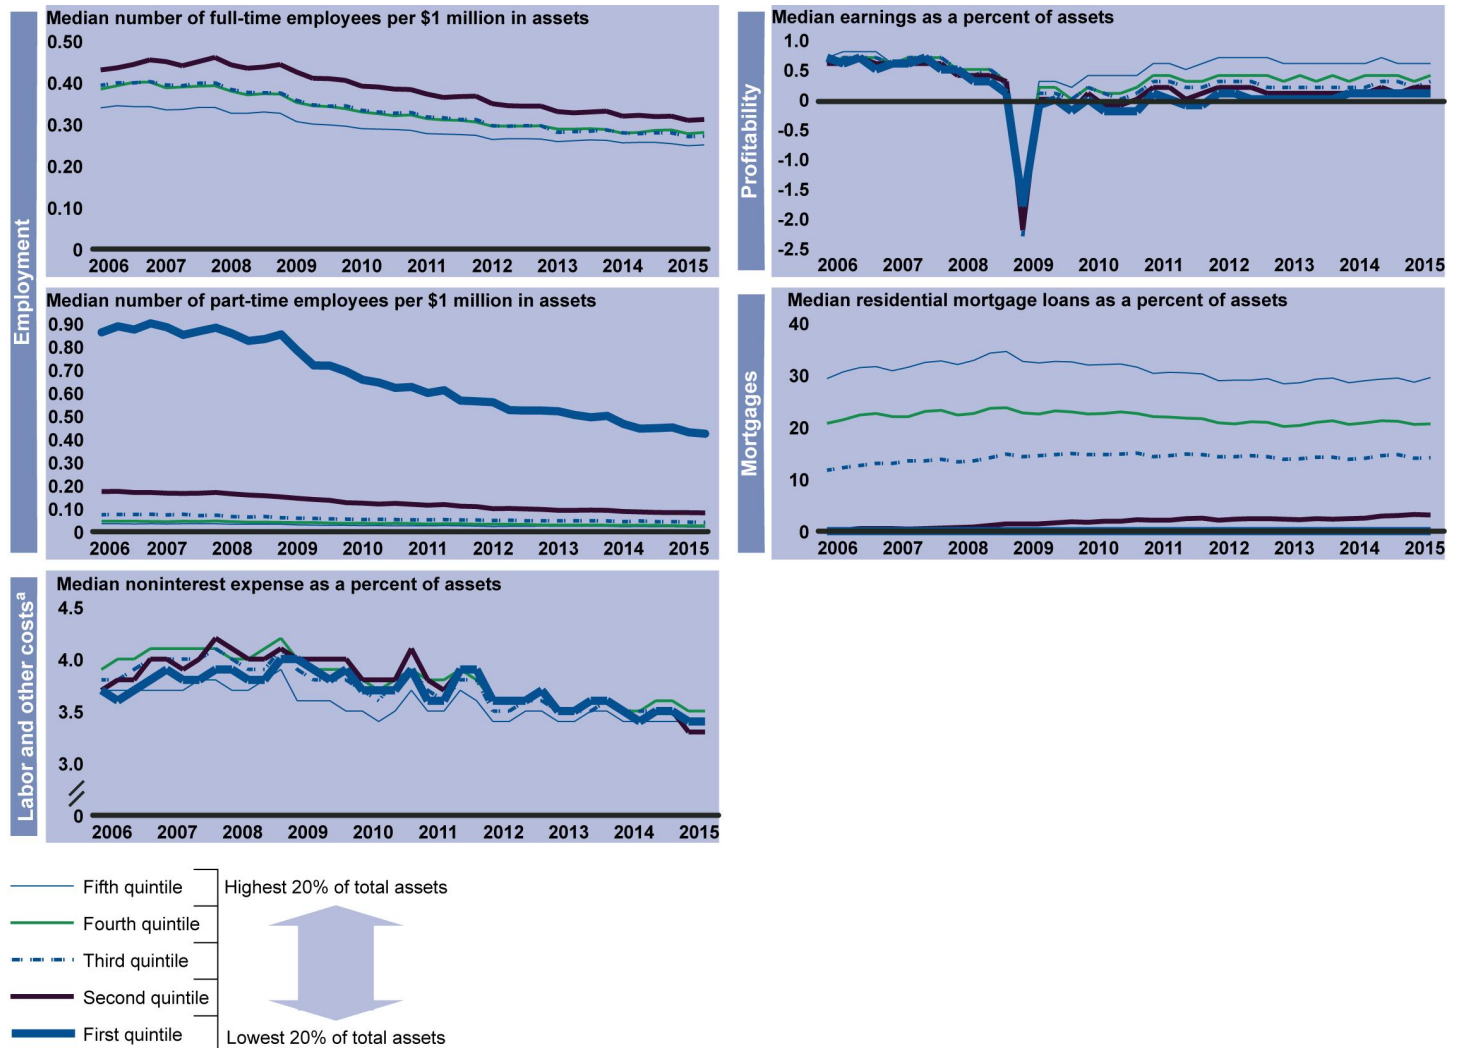 Employment
Median number of full-time employees per $1 million in assets
0.50
0.40
0.30
0.20
0.10
0
2006 2007 2008 2009 2010 2011 2012 2013 2014 2015
Median number of part-time employees per $1 million in assets
0.90
0.80
0.70
0.60
0.50
0.40
0.30
0.20
0.10
0
2006 2007 2008 2009 2010 2011 2012 2013 2014 2015
Labor and other costsª
Median noninterest expense as a percent of assets
4.5
4.0
3.5
3.0
0
2006 2007 2008 2009 2010 2011 2012 2013 2014 2015
Profitability
Median earnings as a percent of assets
1.0
0.5
0
-0.5
-1.0
-1.5
-2.0
-2.5
2006 2007 2008 2009 2010 2011 2012 2013 2014 2015
Mortgages
Median residential mortgage loans as a percent of assets
40
30
20
10
0
2006 2007 2008 2009 2010 2011 2012 2013 2014 2015
Fifth quintile
Highest 20% of total assets
Fourth quintile
Third quintile
Second quintile
First quintile
Lowest 20% of total assets